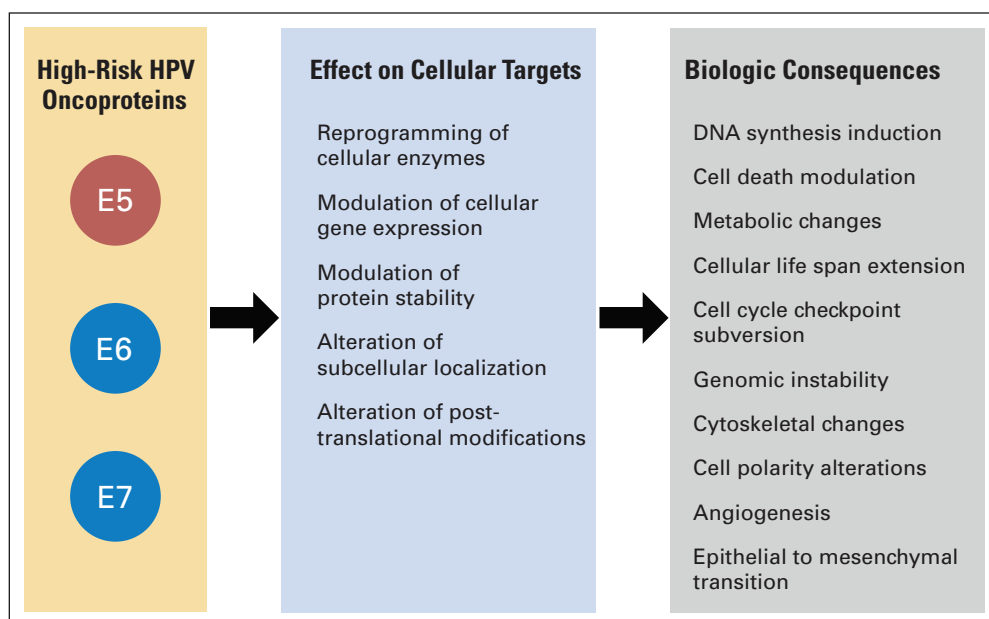 High-Risk HPV
Oncoproteins
E5
E6
E7
Effect on Cellular Targets
Reprogramming of
cellular enzymes
Modulation of cellular
gene expression
Modulation of
protein stability
Alteration of
subcellular localization
Alteration of post-
translational modifications
Biologic Consequences
DNA synthesis induction
Cell death modulation
Metabolic changes
Cellular life span extension
Cell cycle checkpoint
subversion
Genomic instability
Cytoskeletal changes
Cell polarity alterations
Angiogenesis
Epithelial to mesenchymal
transition